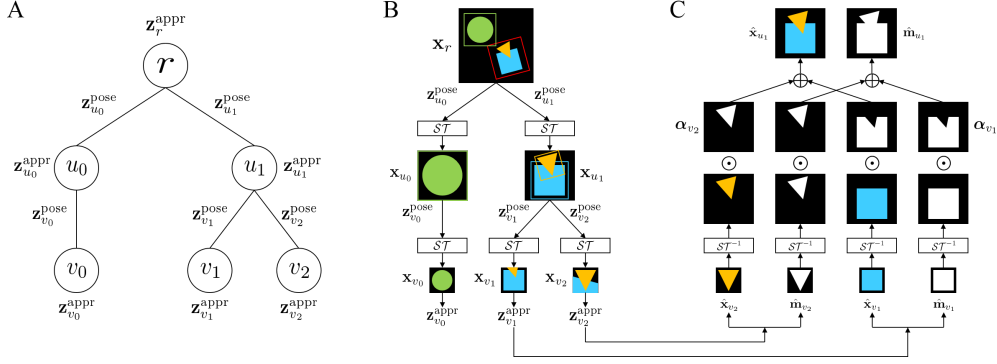 A
z_r^appr
r
z_{u_0}^pose
z_{u_1}^pose
z_{u_0}^appr
u_0
u_1
z_{u_1}^appr
z_{v_0}^pose
z_{v_1}^pose
z_{v_2}^pose
v_0
v_1
v_2
z_{v_0}^appr
z_{v_1}^appr
z_{v_2}^appr
B
x_r
z_{u_0}^pose
z_{u_1}^pose
ST
ST
x_{u_0}
x_{u_1}
z_{v_0}^pose
z_{v_1}^pose
z_{v_2}^pose
ST
ST
ST
x_{v_0}
x_{v_1}
x_{v_2}
z_{v_0}^appr
z_{v_1}^appr
z_{v_2}^appr
C
x̂_{u_1}
m̂_{u_1}
α_{v_2}
α_{v_1}
ST^{-1}
ST^{-1}
ST^{-1}
ST^{-1}
x̂_{v_2}
m̂_{v_2}
x̂_{v_1}
m̂_{v_1}